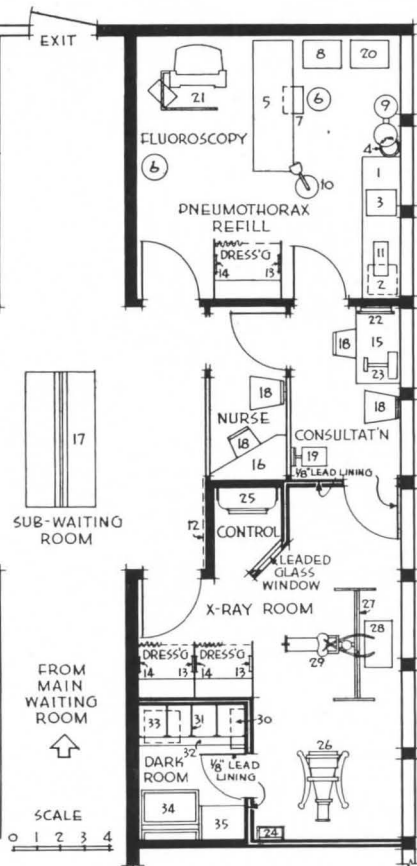 EXIT
8
20
21
5
6
7
9
FLUOROSCOPY
4
6
10
1
3
PNEUMOTHORAX
REFILL
DRESS'G
14
13
11
2
22
18
15
23
18
18
NURSE
18
16
CONSULTAT'N
19
1/8" LEAD LINING
17
SUB-WAITING
ROOM
12
25
CONTROL
LEADED
GLASS
WINDOW
X-RAY ROOM
27
28
29
DRESS'G
DRESS'G
14
13
14
13
FROM
MAIN
WAITING
ROOM
33
31
30
32
DARK
ROOM
1/8" LEAD
LINING
26
34
35
24
SCALE
0 1 2 3 4